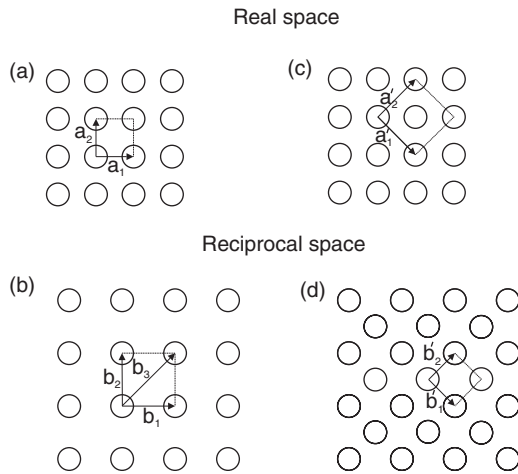 Real space
(a)
(c)
a₂
a₁
a′₂
a′₁
Reciprocal space
(b)
(d)
b₂
b₃
b₁
b′₂
b′₁